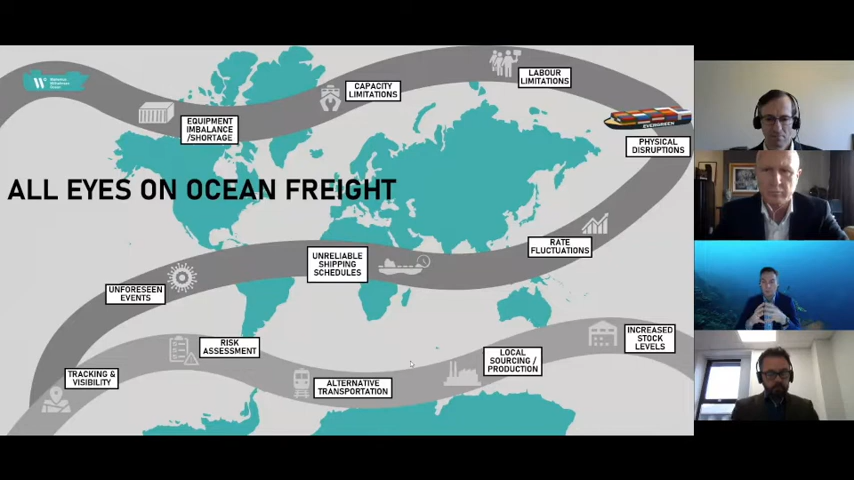 LABOUR
LIMITATIONS
CAPACITY
LIMITATIONS
EQUIPMENT
IMBALANCE
/SHORTAGE
EVERGREEN
PHYSICAL
DISRUPTIONS
ALL EYES ON OCEAN FREIGHT
RATE
FLUCTUATIONS
UNRELIABLE
SHIPPING
SCHEDULES
UNFORESEEN
EVENTS
RISK
ASSESSMENT
INCREASED
STOCK
LEVELS
LOCAL
SOURCING /
PRODUCTION
TRACKING &
VISIBILITY
ALTERNATIVE
TRANSPORTATION